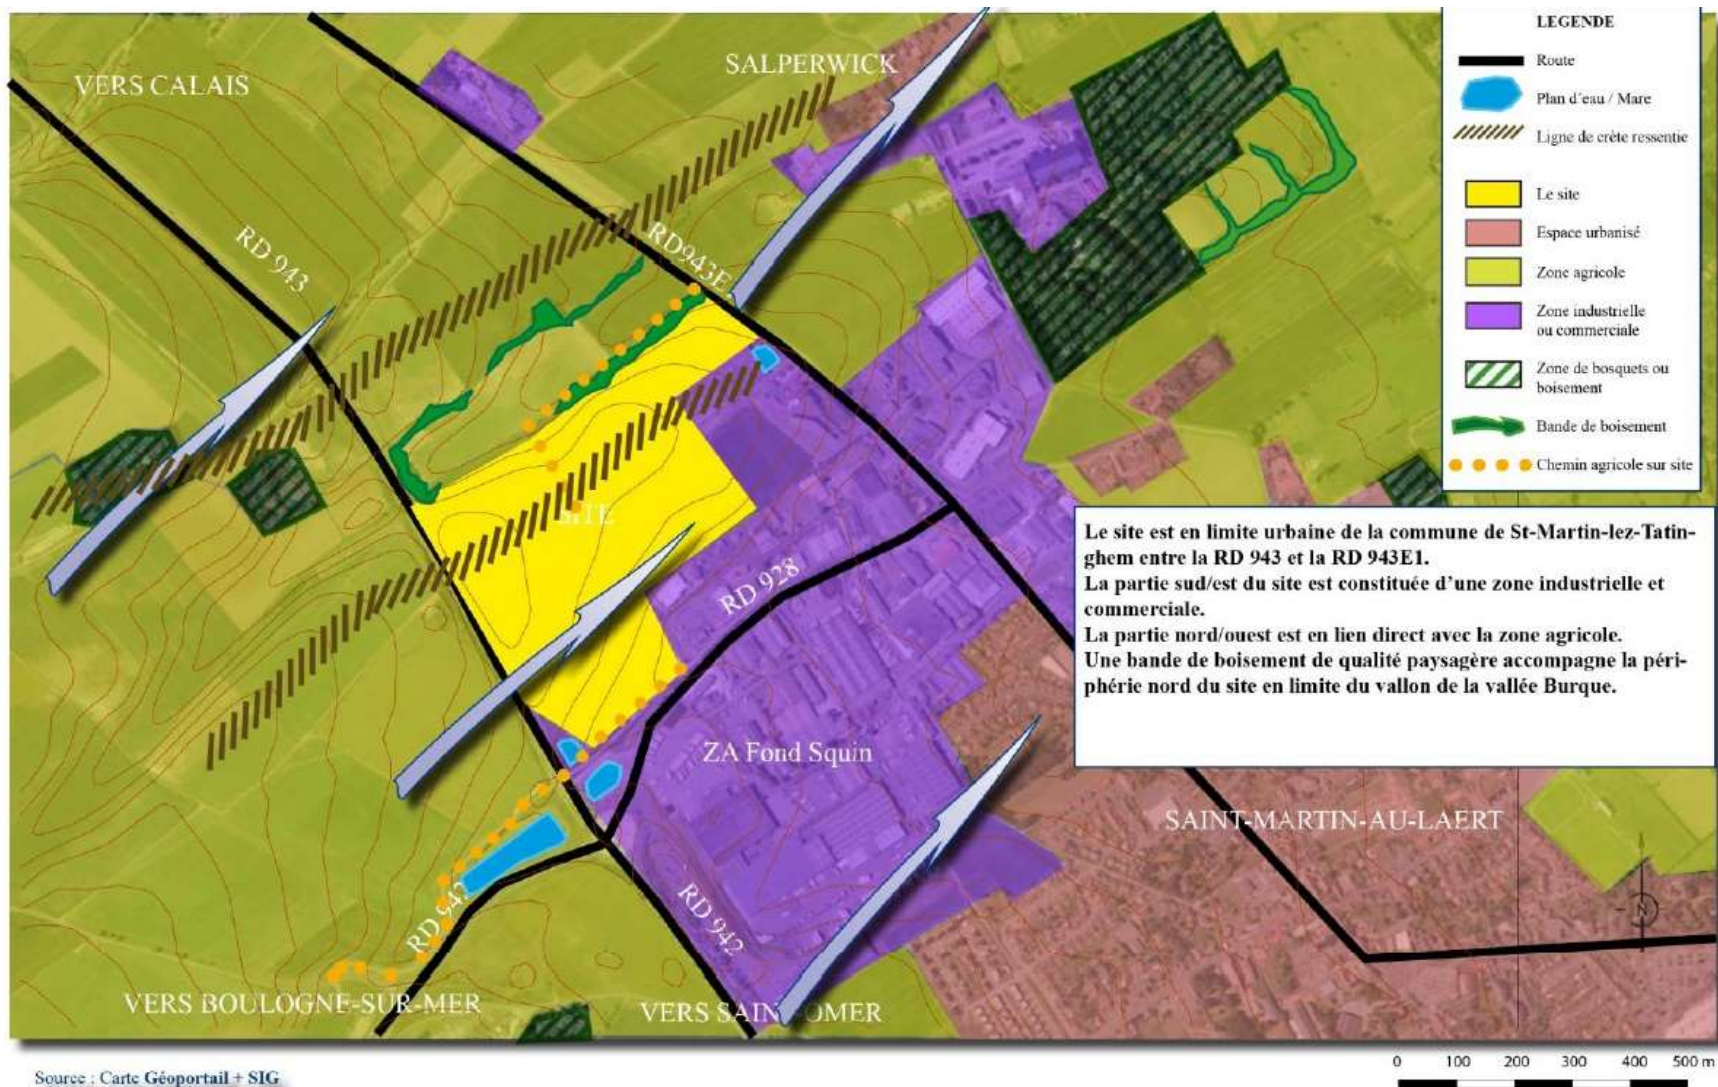 LEGENDE
Route
Plan d'eau / Mare
Ligne de crète ressentie
Le site
Espace urbanisé
Zone agricole
Zone industrielle
ou commerciale
Zone de bosquets ou
boisement
Bande de boisement
Chemin agricole sur site
VERS CALAIS
SALPERWICK
RD 943
RD943E
SITE
RD 928
ZA Fond Squin
SAINT-MARTIN-AU-LAERT
RD 942
RD 942
VERS BOULOGNE-SUR-MER
VERS SAINT-OMER
N
Le site est en limite urbaine de la commune de St-Martin-lez-Tatin-
ghem entre la RD 943 et la RD 943E1.
La partie sud/est du site est constituée d'une zone industrielle et
commerciale.
La partie nord/ouest est en lien direct avec la zone agricole.
Une bande de boisement de qualité paysagère accompagne la péri-
phérie nord du site en limite du vallon de la vallée Burque.
0 100 200 300 400 500 m
Source : Carte Géoportail + SIG